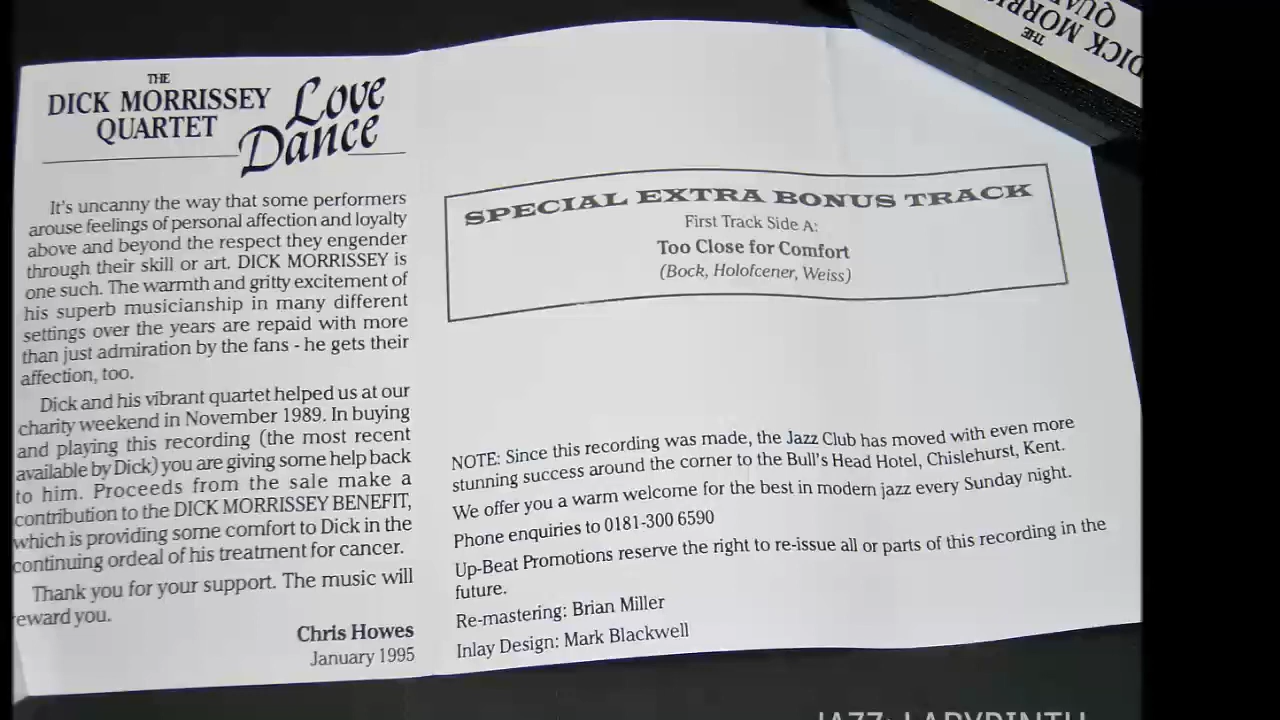 THE
DICK MORRISSEY
QUARTET
Love
Dance
It's uncanny the way that some performers
arouse feelings of personal affection and loyalty
above and beyond the respect they engender
through their skill or art. DICK MORRISSEY is
one such. The warmth and gritty excitement of
his superb musicianship in many different
settings over the years are repaid with more
than just admiration by the fans - he gets their
affection, too.
Dick and his vibrant quartet helped us at our
charity weekend in November 1989. In buying
and playing this recording (the most recent
available by Dick) you are giving some help back
to him. Proceeds from the sale make a
contribution to the DICK MORRISSEY BENEFIT,
which is providing some comfort to Dick in the
continuing ordeal of his treatment for cancer.
Thank you for your support. The music will
reward you.
Chris Howes
January 1995
SPECIAL EXTRA BONUS TRACK
First Track Side A:
Too Close for Comfort
(Bock, Holofcener, Weiss)
NOTE: Since this recording was made, the Jazz Club has moved with even more
stunning success around the corner to the Bull's Head Hotel, Chislehurst, Kent.
We offer you a warm welcome for the best in modern jazz every Sunday night.
Phone enquiries to 0181-300 6590
Up-Beat Promotions reserve the right to re-issue all or parts of this recording in the
future.
Re-mastering: Brian Miller
Inlay Design: Mark Blackwell
THE
DICK MORRI
QUA
JAZZ: LABYRINTH